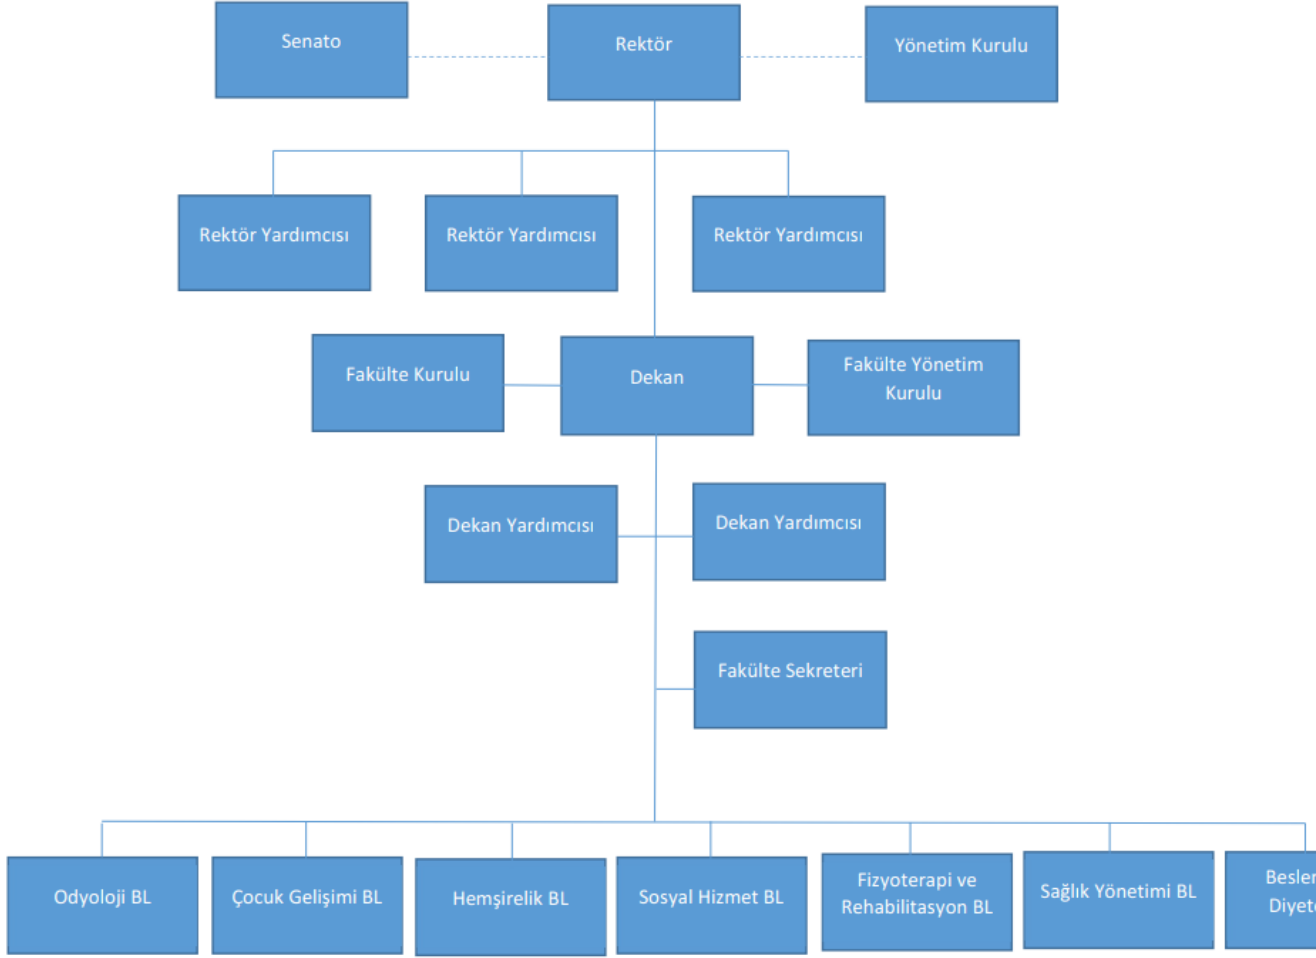 Senato
Rektör
Yönetim Kurulu
Rektör Yardımcısı
Rektör Yardımcısı
Rektör Yardımcısı
Fakülte Kurulu
Dekan
Fakülte Yönetim
Kurulu
Dekan Yardımcısı
Dekan Yardımcısı
Fakülte Sekreteri
Odyoloji BL
Çocuk Gelişimi BL
Hemşirelik BL
Sosyal Hizmet BL
Fizyoterapi ve
Rehabilitasyon BL
Sağlık Yönetimi BL